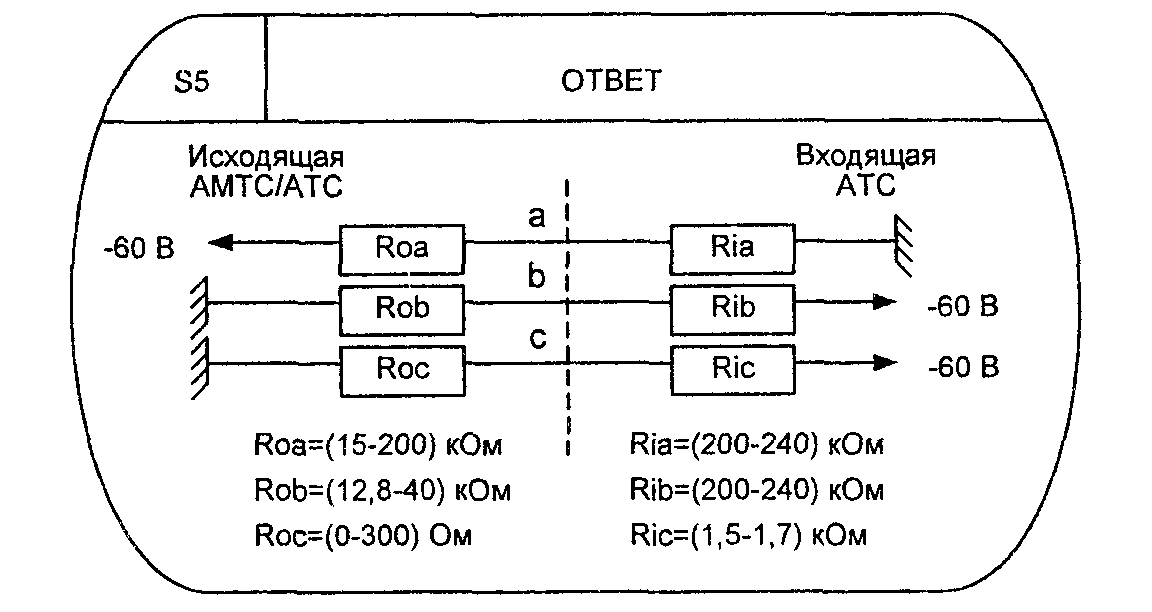 S5
ОТВЕТ
Исходящая
АМТС/АТС
Входящая
АТС
a
-60 В
Roa
Ria
b
Rob
Rib
-60 В
c
Roc
Ric
-60 В
Roa=(15-200) кОм
Ria=(200-240) кОм
Rob=(12,8-40) кОм
Rib=(200-240) кОм
Roc=(0-300) Ом
Ric=(1,5-1,7) кОм